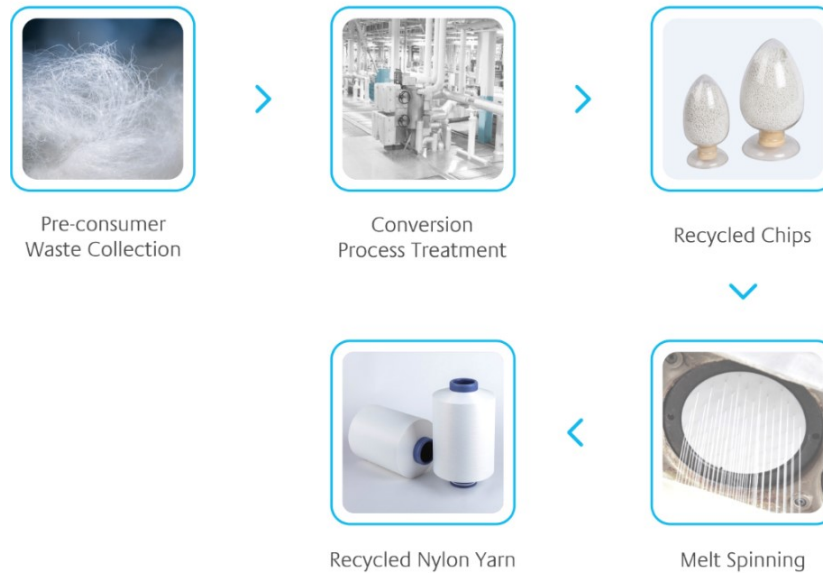 Pre-consumer
Waste Collection
Conversion
Process Treatment
Recycled Chips
Recycled Nylon Yarn
Melt Spinning